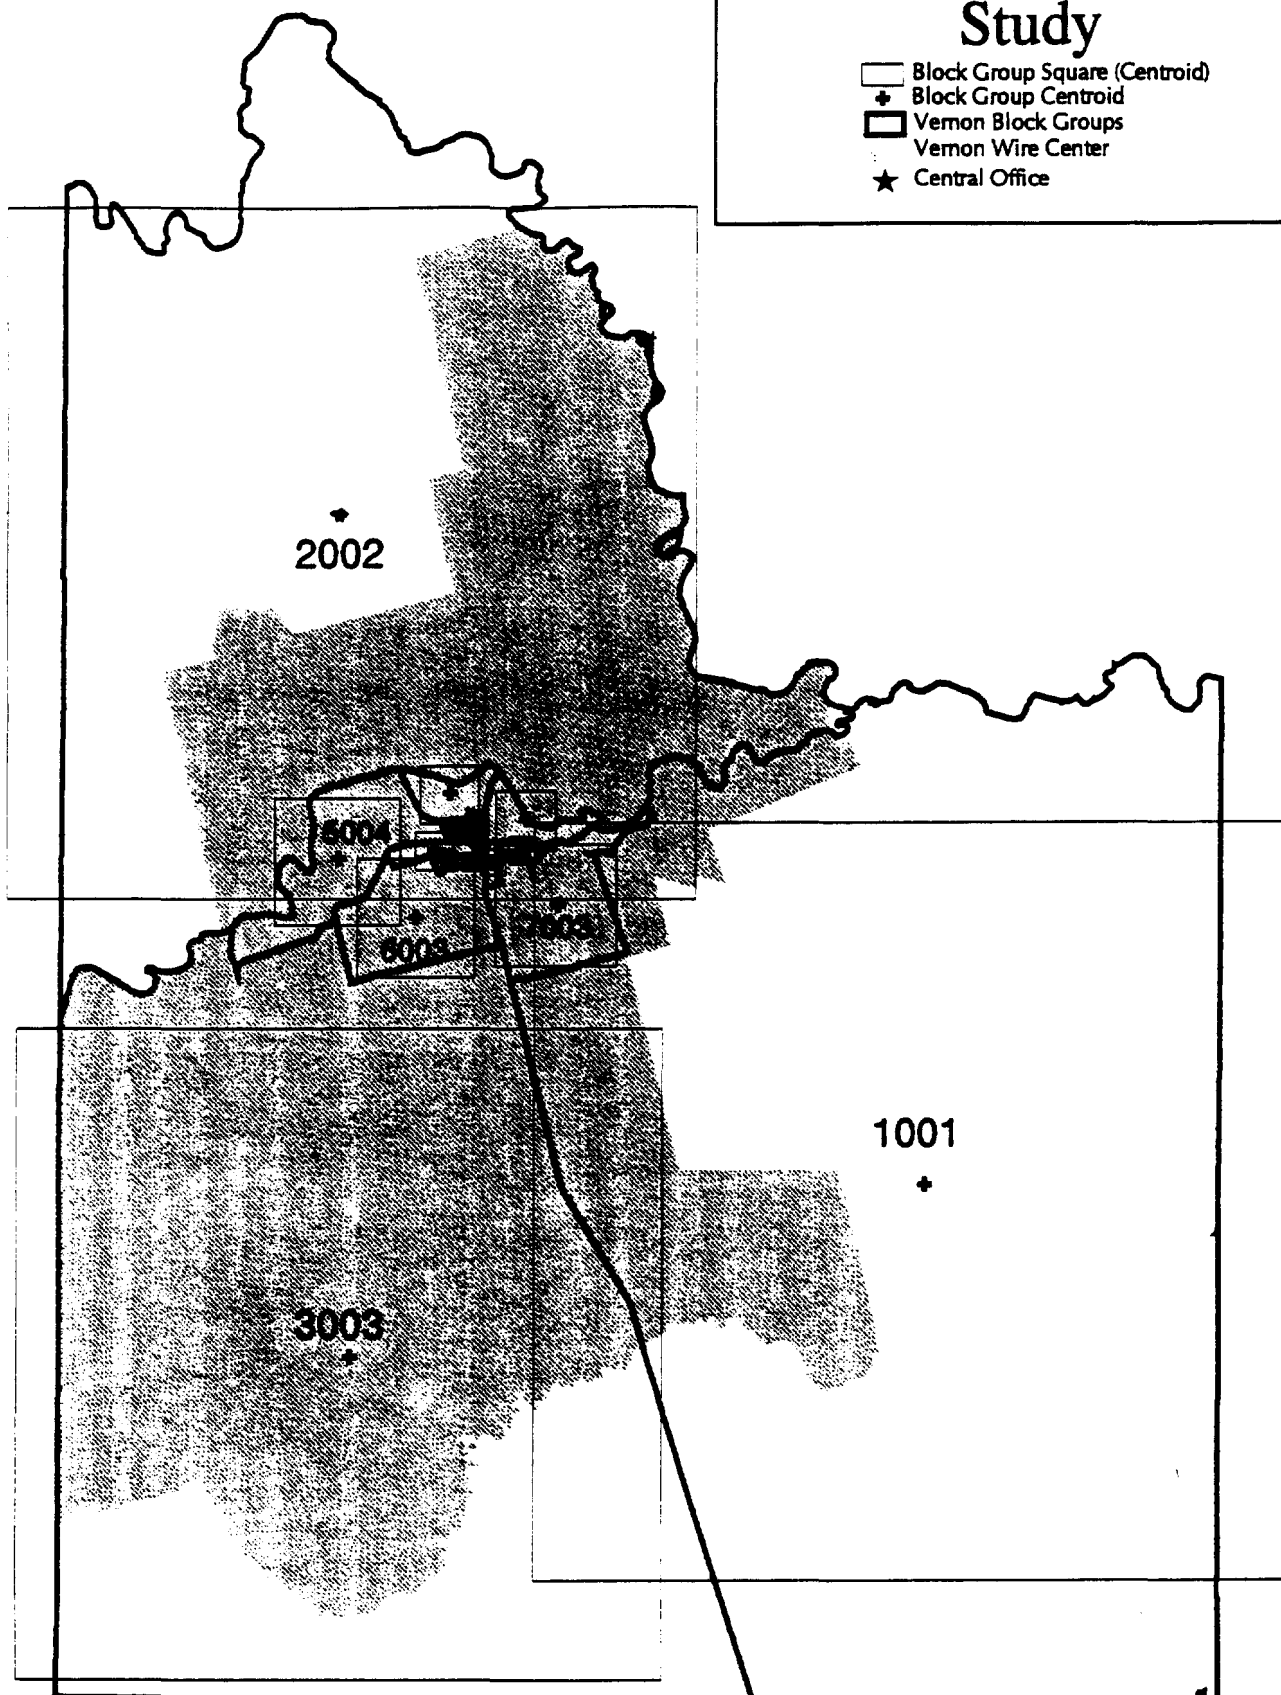 Study
Block Group Square (Centroid)
Block Group Centroid
Vernon Block Groups
Vernon Wire Center
Central Office
2002
5004
7003
6003
1001
3003